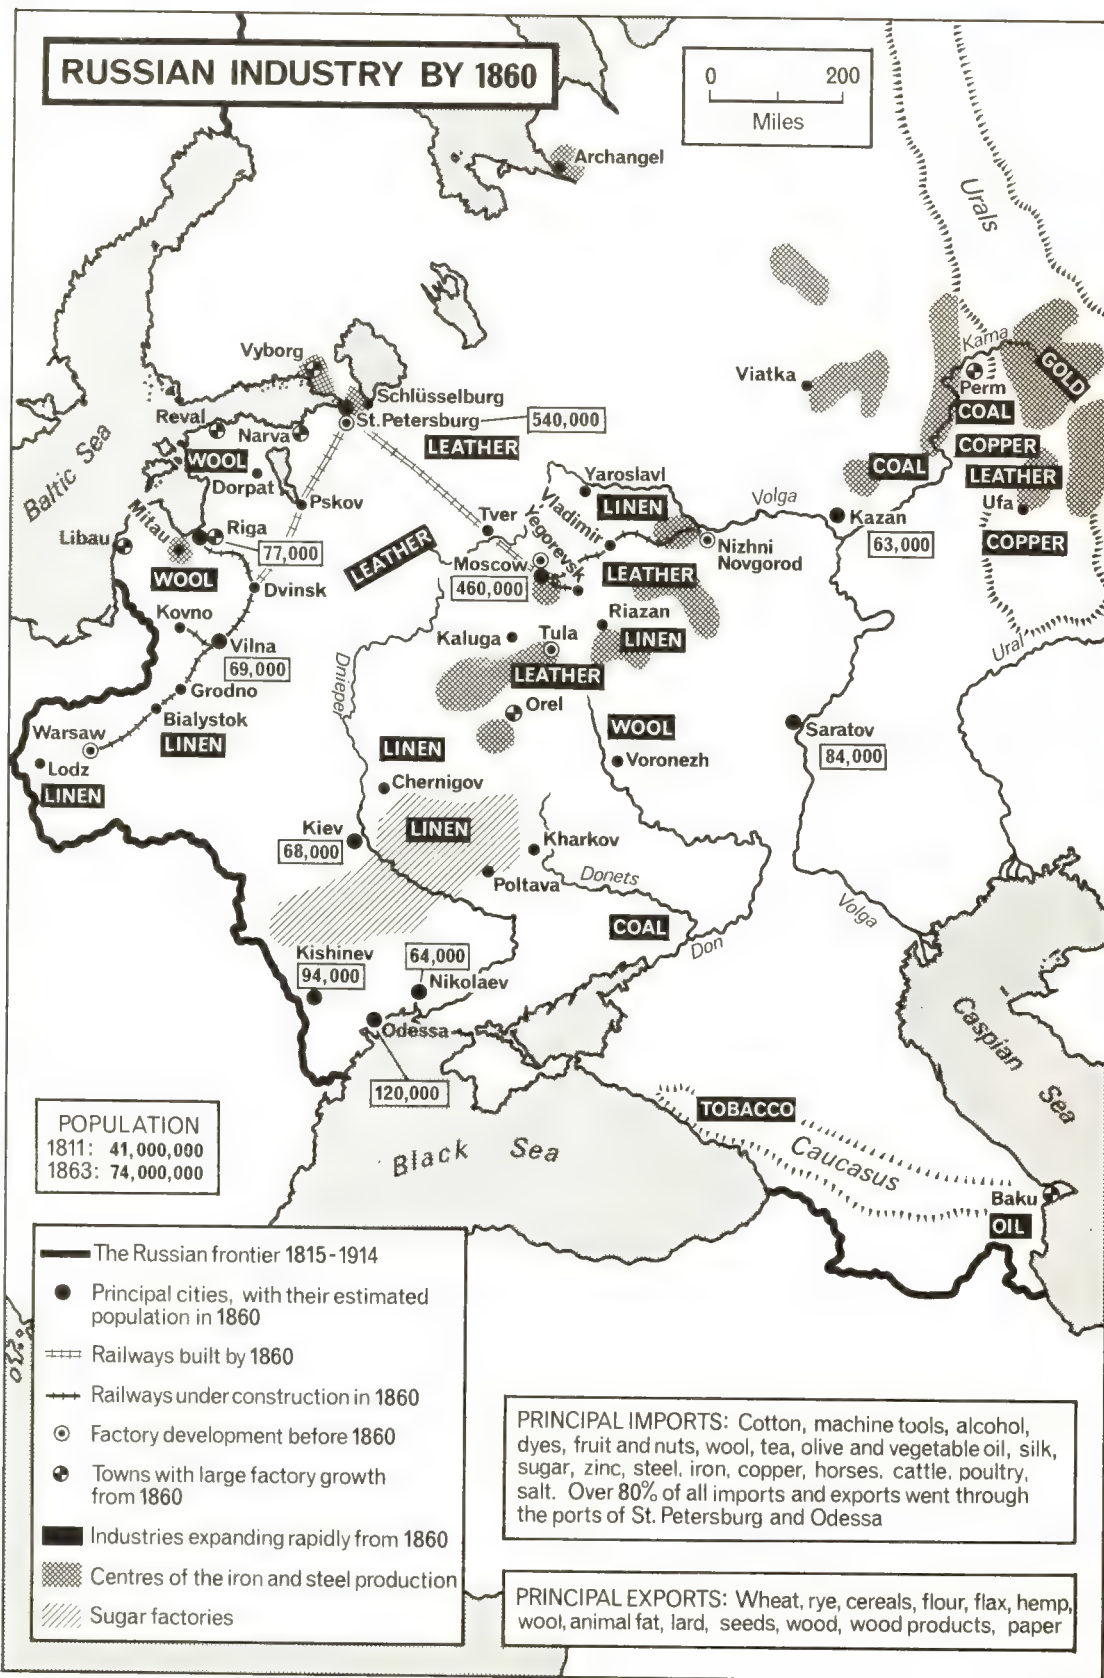 RUSSIAN INDUSTRY BY 1860
0 200
Miles
Archangel
Urals
Vyborg
Schlüsselburg
St. Petersburg
540,000
Reval
Narva
LEATHER
WOOL
Dorpat
Pskov
Baltic Sea
Mitau
Riga
77,000
Libau
WOOL
Dvinsk
Kovno
Vilna
69,000
Grodno
Bialystok
LINEN
Warsaw
Lodz
LINEN
Viatka
Kama
Perm
GOLD
COAL
COPPER
LEATHER
Ufa
COPPER
COAL
Yaroslavl
LINEN
Volga
Kazan
63,000
Tver
Vladimir
Yegorevsk
Nizhni
Novgorod
LEATHER
Moscow
460,000
LEATHER
Riazan
LINEN
Kaluga
Tula
LEATHER
Orel
Dnieper
Ural
WOOL
Voronezh
Saratov
84,000
LINEN
Chernigov
LINEN
Kiev
68,000
Kharkov
Poltava
Donets
COAL
Don
Volga
Kishinev
94,000
64,000
Nikolaev
Odessa
120,000
Caspian Sea
TOBACCO
Caucasus
Black Sea
Baku
OIL
POPULATION
1811: 41,000,000
1863: 74,000,000
The Russian frontier 1815-1914
Principal cities, with their estimated
population in 1860
Railways built by 1860
Railways under construction in 1860
Factory development before 1860
Towns with large factory growth
from 1860
Industries expanding rapidly from 1860
Centres of the iron and steel production
Sugar factories
PRINCIPAL IMPORTS: Cotton, machine tools, alcohol,
dyes, fruit and nuts, wool, tea, olive and vegetable oil, silk,
sugar, zinc, steel, iron, copper, horses, cattle, poultry,
salt. Over 80% of all imports and exports went through
the ports of St. Petersburg and Odessa
PRINCIPAL EXPORTS: Wheat, rye, cereals, flour, flax, hemp,
wool, animal fat, lard, seeds, wood, wood products, paper